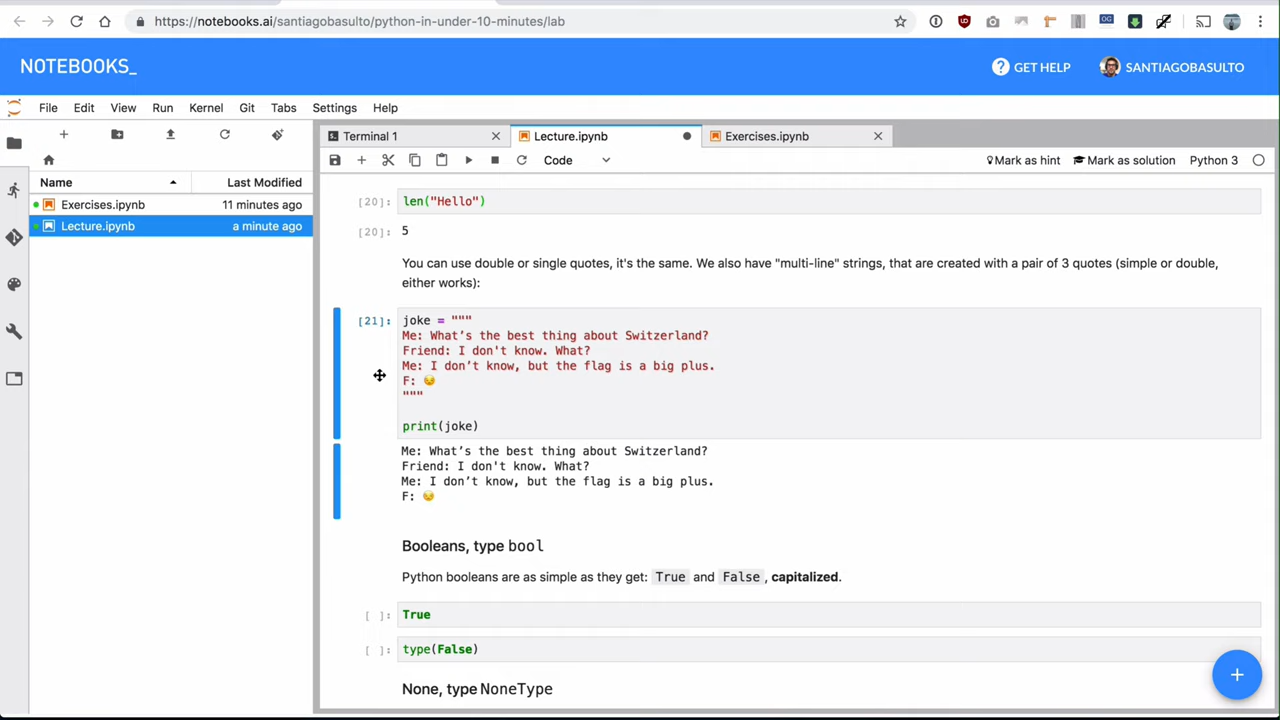 https://notebooks.ai/santiagobasulto/python-in-under-10-minutes/lab
NOTEBOOKS_
GET HELP
SANTIAGOBASULTO
File Edit View Run Kernel Git Tabs Settings Help
Terminal 1
Lecture.ipynb
Exercises.ipynb
Code
Mark as hint
Mark as solution
Python 3
Name
Last Modified
Exercises.ipynb 11 minutes ago
Lecture.ipynb a minute ago
[20]: len("Hello")
[20]: 5
You can use double or single quotes, it's the same. We also have "multi-line" strings, that are created with a pair of 3 quotes (simple or double,
either works):
[21]: joke = """
Me: What’s the best thing about Switzerland?
Friend: I don't know. What?
Me: I don’t know, but the flag is a big plus.
F: 😒
"""
print(joke)
Me: What’s the best thing about Switzerland?
Friend: I don't know. What?
Me: I don’t know, but the flag is a big plus.
F: 😒
Booleans, type bool
Python booleans are as simple as they get: True and False, capitalized.
[ ]: True
[ ]: type(False)
None, type NoneType